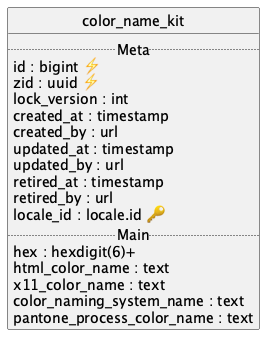 color_name_kit
Meta
id : bigint ⚡
zid : uuid ⚡
lock_version : int
created_at : timestamp
created_by : url
updated_at : timestamp
updated_by : url
retired_at : timestamp
retired_by : url
locale_id : locale.id 🔑
Main
hex : hexdigit(6)+
html_color_name : text
x11_color_name : text
color_naming_system_name : text
pantone_process_color_name : text